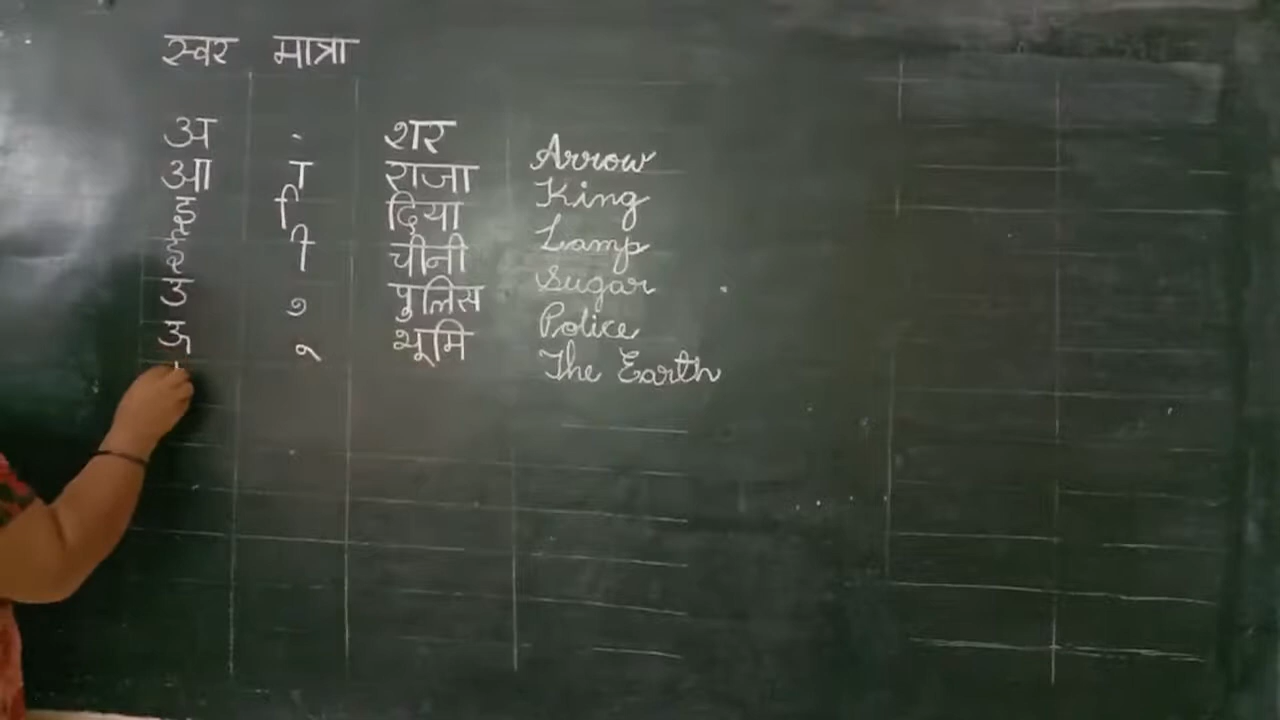 स्वर मात्रा
अ - शर Arrow
आ ा राजा King
इ ि दिया Lamp
ई ी चीनी Sugar
उ ु पुलिस Police
ऊ ू भूमि The Earth